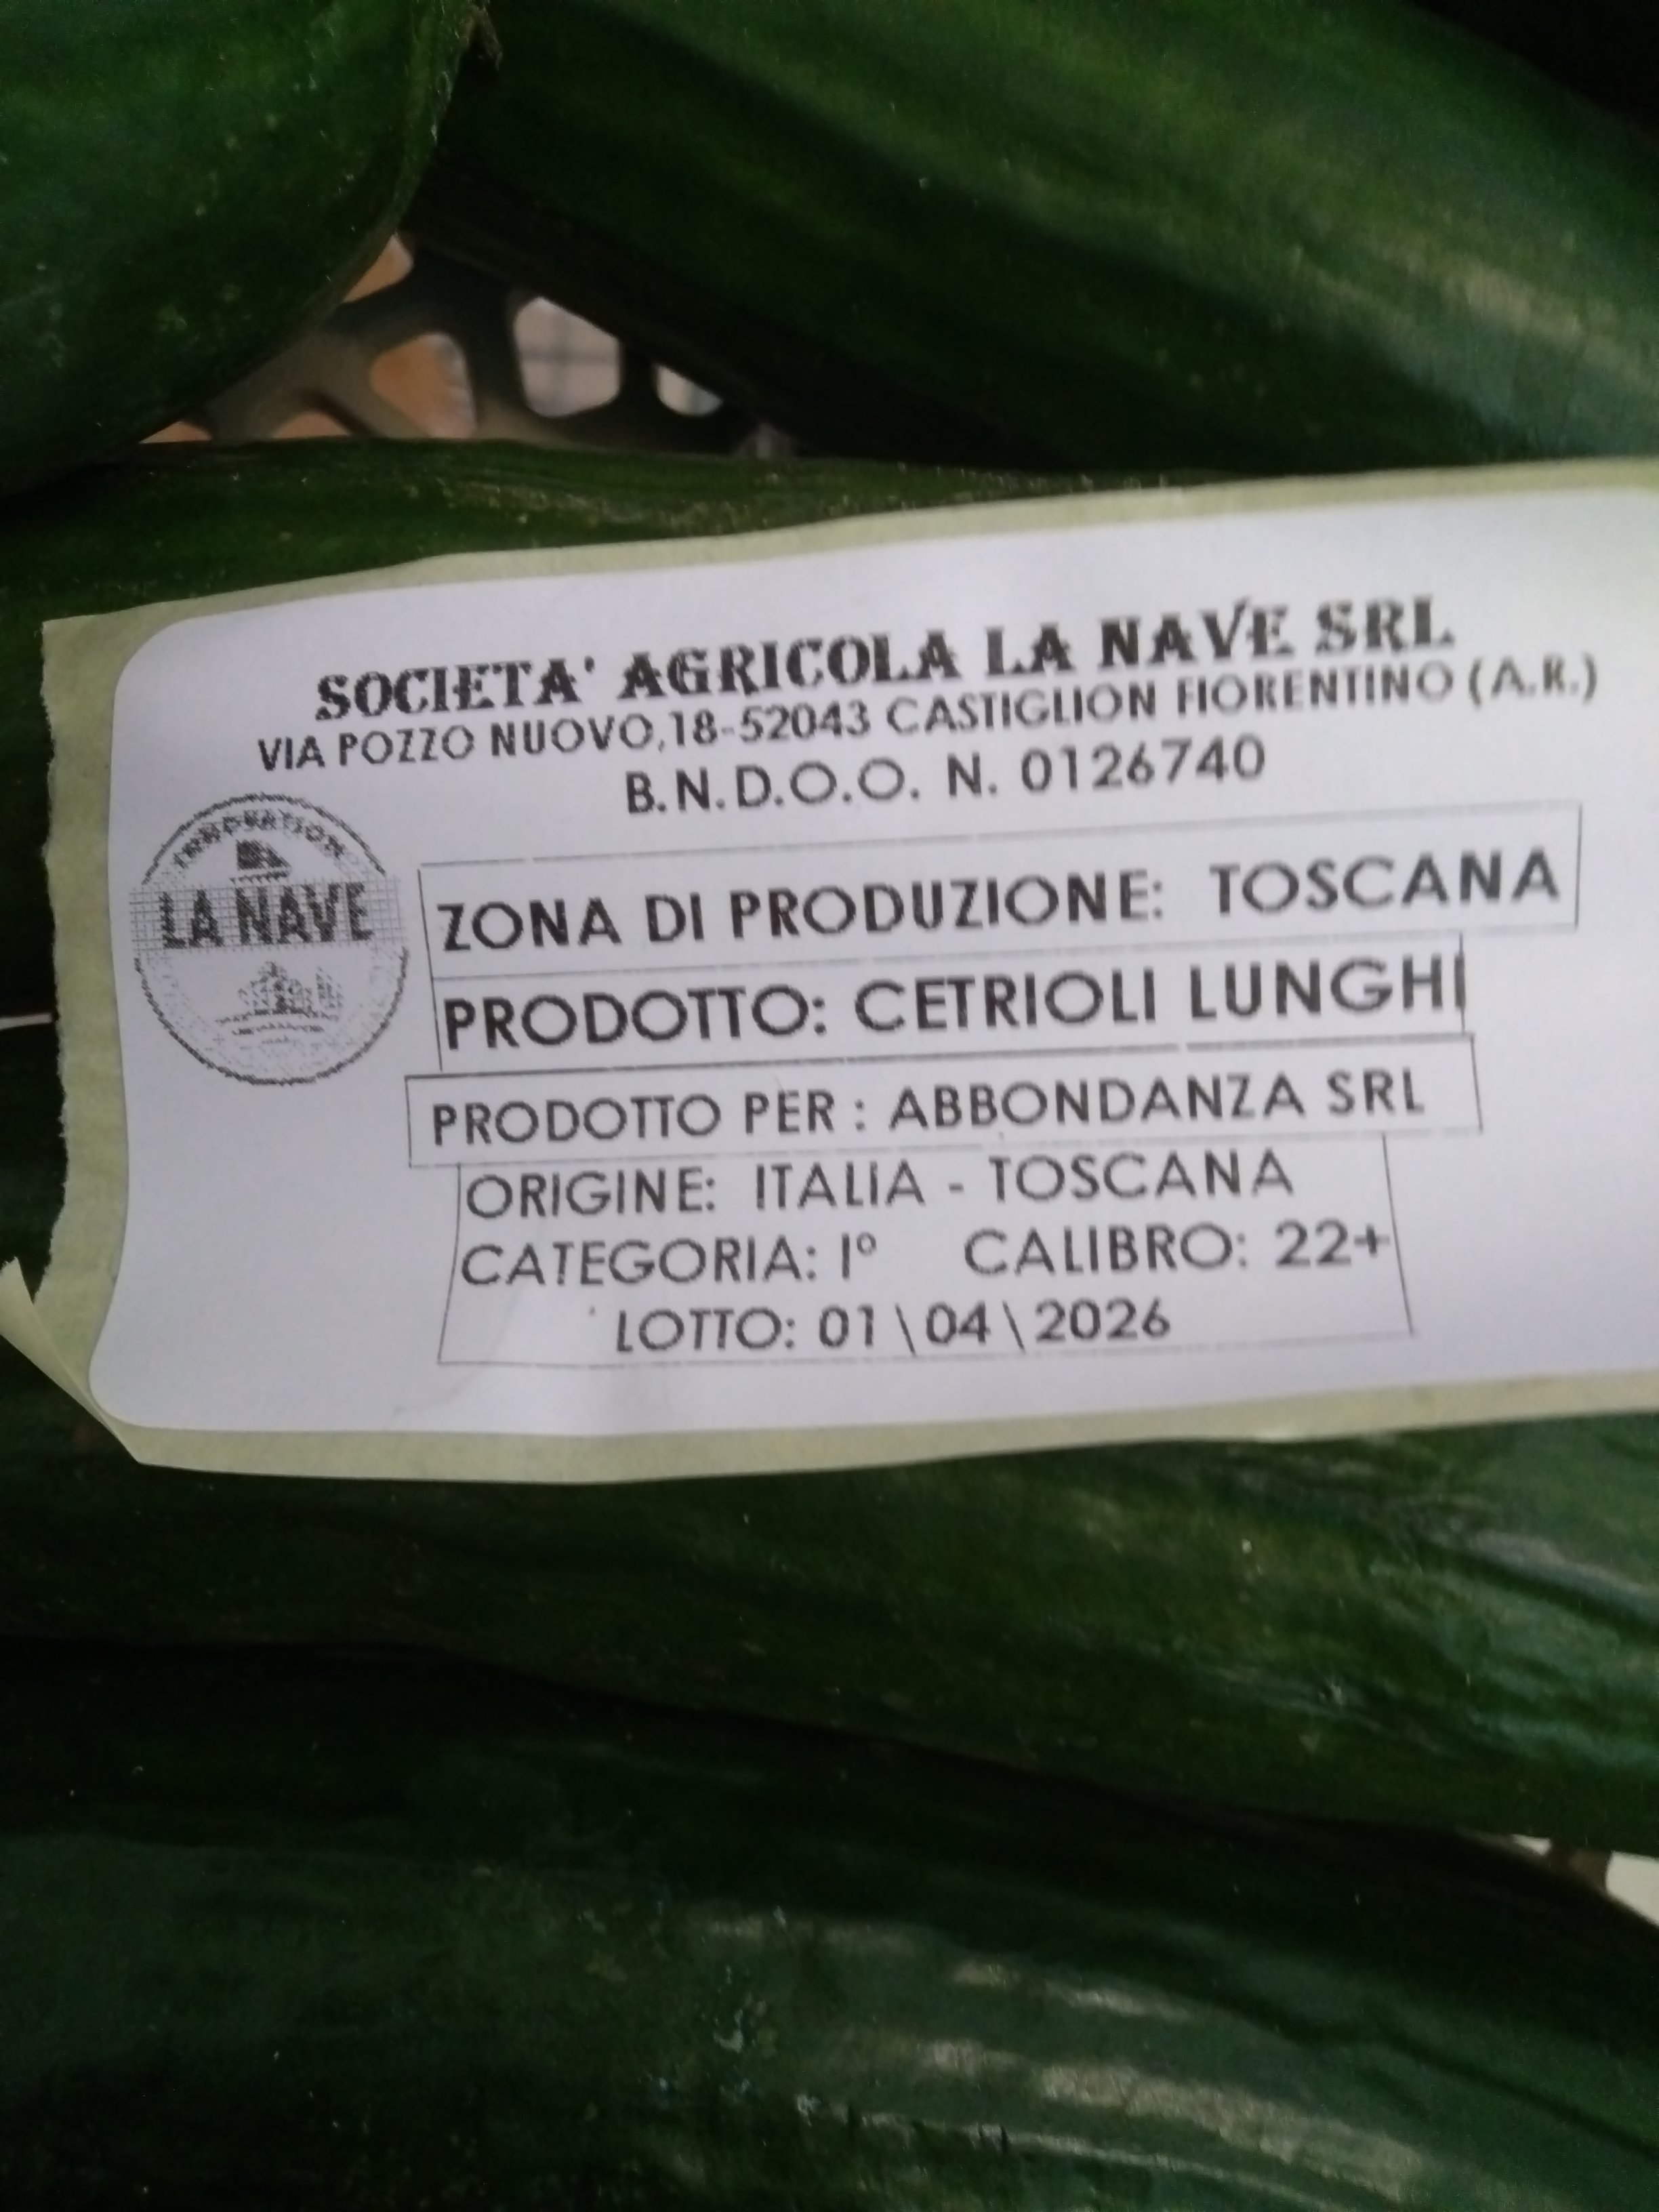 SOCIETA' AGRICOLA LA NAVE SRL
VIA POZZO NUOVO,18-52043 CASTIGLION FIORENTINO (A.R.)
B.N.D.O.O. N. 0126740
INNOVATION
LA NAVE
ZONA DI PRODUZIONE: TOSCANA
PRODOTTO: CETRIOLI LUNGHI
PRODOTTO PER : ABBONDANZA SRL
ORIGINE: ITALIA - TOSCANA
CATEGORIA: I° CALIBRO: 22+
LOTTO: 01\04\2026